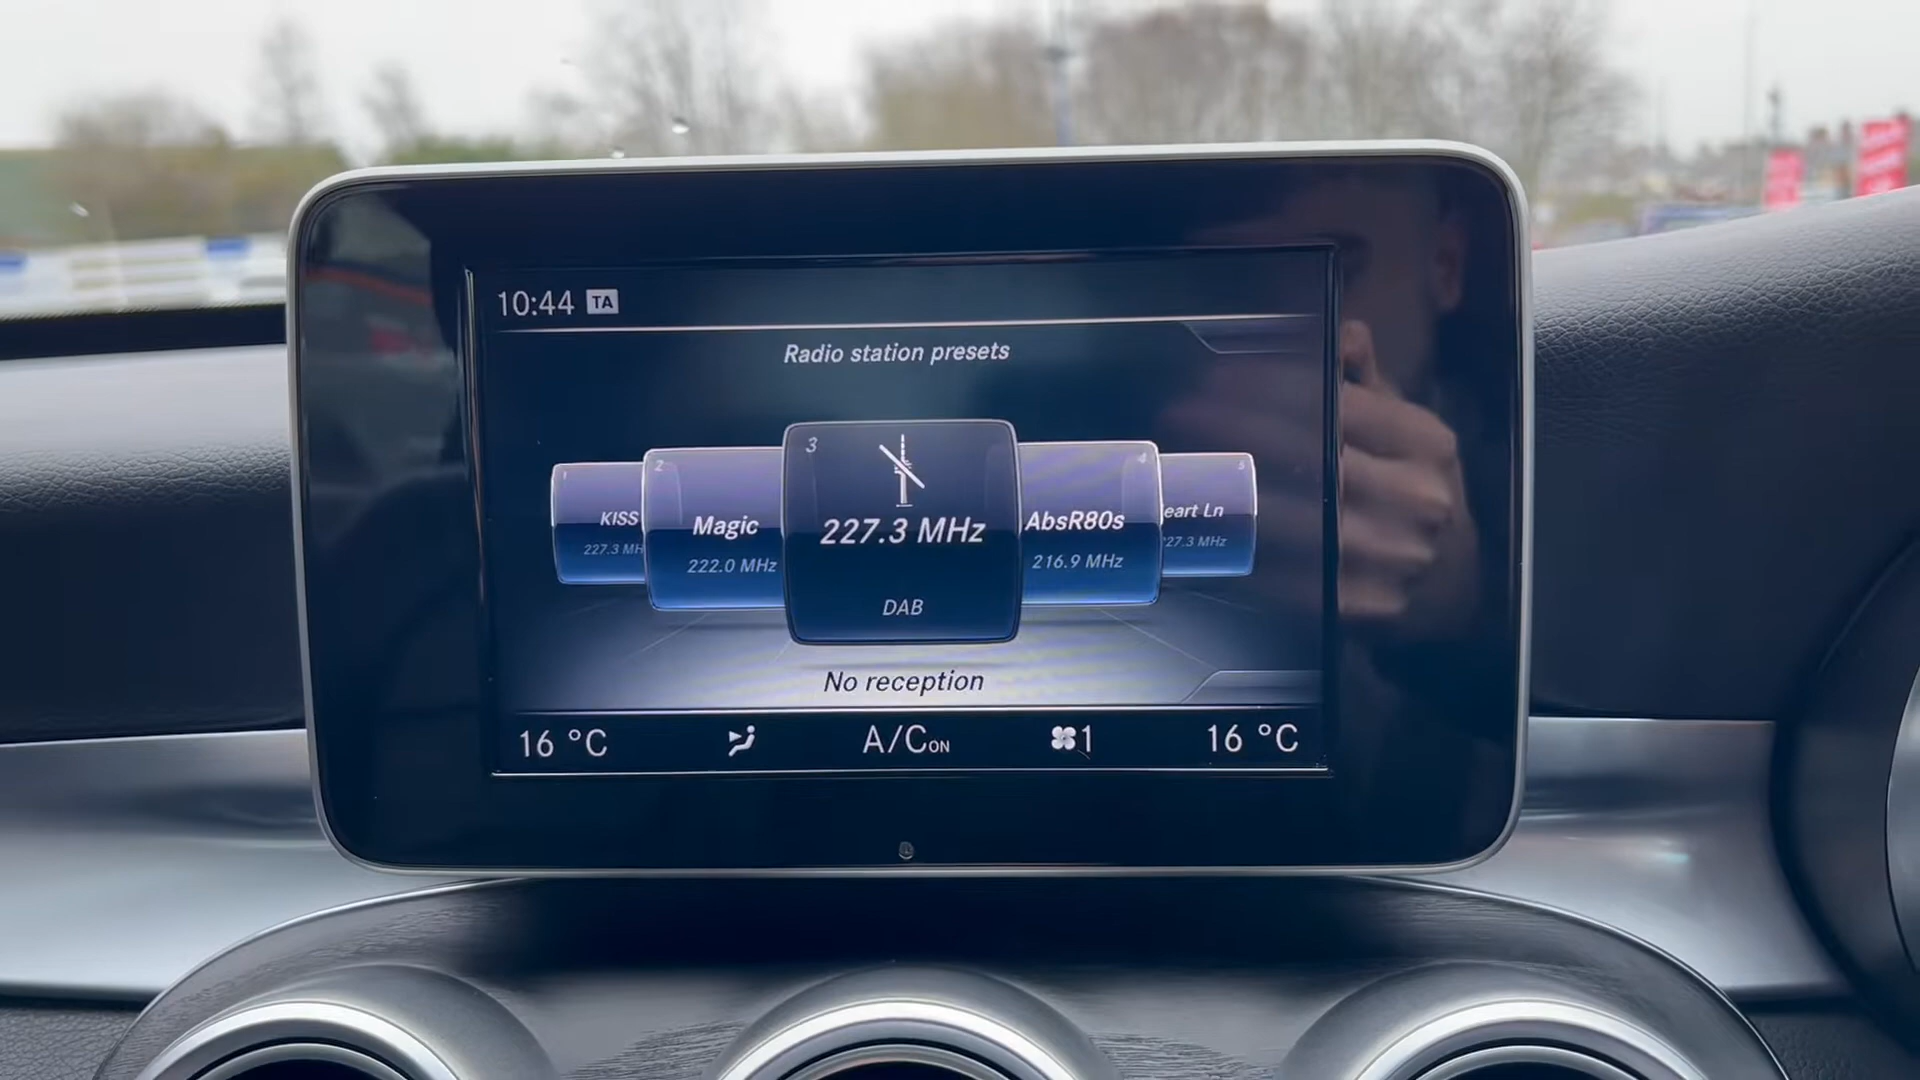 10:44 TA
Radio station presets
1 2 3 4 5
KISS Magic 227.3 MHz AbsR80s eart Ln
227.3 MH 222.0 MHz 216.9 MHz 27.3 MHz
DAB
No reception
16 °C A/C ON 1 16 °C